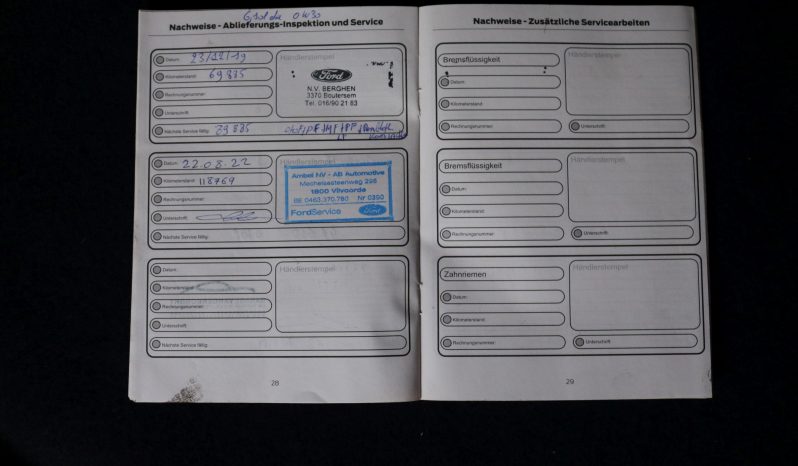 Nachweise - Ablieferungs-Inspektion und Service
Datum: 23/12/19
Kilometerstand: 69 835
Rechnungsnummer:
Unterschrift:
Nächste Service fällig:
Händlerstempel
Ford
N.V. BERGHEN
3370 Boutersem
Tel. 016/90 21 83
Datum: 22.08.22
Kilometerstand: 118769
Rechnungsnummer:
Unterschrift:
Nächste Service fällig:
Händlerstempel
Ambel NV - AB Automotive
Mechelsesteenweg 298
1800 Vilvoorde
BE 0463.370.780 Nr 0390
FordService Ford
Datum:
Kilometerstand:
Rechnungsnummer:
Unterschrift:
Nächste Service fällig:
Händlerstempel
28
Nachweise - Zusätzliche Servicearbeiten
Bremsflüssigkeit
Datum:
Kilometerstand:
Rechnungsnummer:
Händlerstempel
Unterschrift:
Bremsflüssigkeit
Datum:
Kilometerstand:
Rechnungsnummer:
Händlerstempel
Unterschrift:
Zahnriemen
Datum:
Kilometerstand:
Rechnungsnummer:
Händlerstempel
Unterschrift:
29